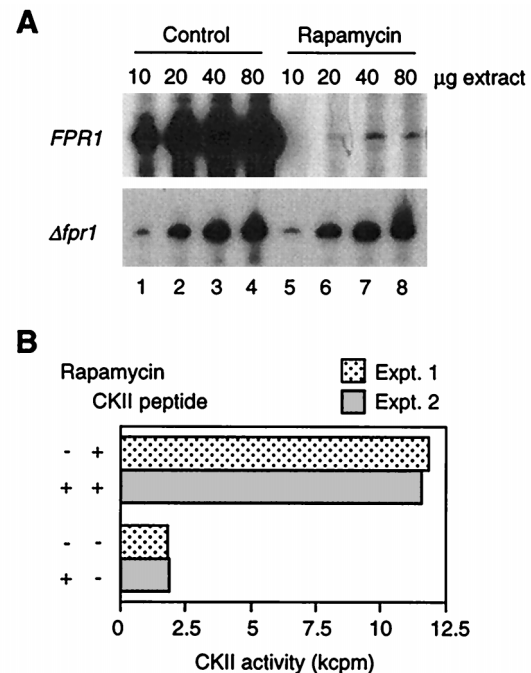 A
Control Rapamycin
10 20 40 80 10 20 40 80 μg extract
FPR1
Δfpr1
1 2 3 4 5 6 7 8
B
Rapamycin
CKII peptide
Expt. 1
Expt. 2
- +
+ +
- -
+ -
0 2.5 5 7.5 10 12.5
CKII activity (kcpm)